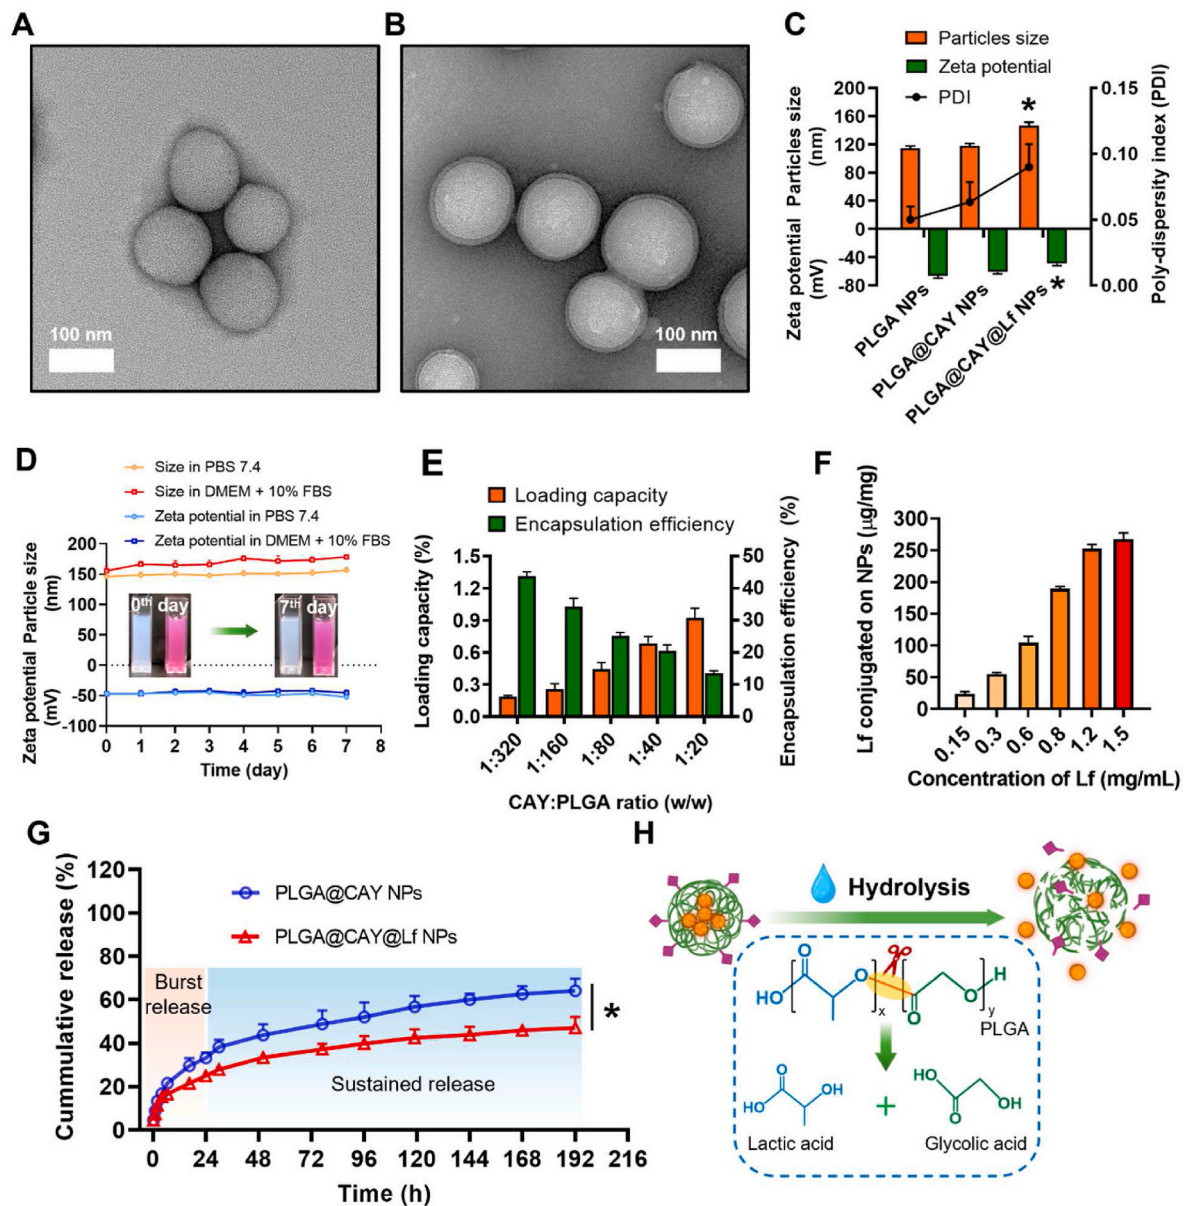 A
100 nm
B
100 nm
C
Particles size
Zeta potential
PDI
Zeta potential Particles size
(mV) (nm)
200
160
120
80
40
0
-40
-80
0.15
0.10
0.05
0.00
Poly-dispersity index (PDI)
*
*
PLGA NPs
PLGA@CAY NPs
PLGA@CAY@Lf NPs
D
Size in PBS 7.4
Size in DMEM + 10% FBS
Zeta potential in PBS 7.4
Zeta potential in DMEM + 10% FBS
Zeta potential Particle size
(mV) (nm)
200
150
100
50
0
-50
-100
0th day
7th day
0 1 2 3 4 5 6 7 8
Time (day)
E
Loading capacity
Encapsulation efficiency
Loading capacity (%)
1.5
1.2
0.9
0.6
0.3
0.0
50
40
30
20
10
0
Encapsulation efficiency (%)
1:320
1:160
1:80
1:40
1:20
CAY:PLGA ratio (w/w)
F
Lf conjugated on NPs (μg/mg)
300
250
200
150
100
50
0
0.15
0.3
0.6
0.8
1.2
1.5
Concentration of Lf (mg/mL)
G
Cummulative release (%)
120
100
80
60
40
20
0
PLGA@CAY NPs
PLGA@CAY@Lf NPs
Burst
release
Sustained release
*
0 24 48 72 96 120 144 168 192 216
Time (h)
H
Hydrolysis
O
HO
O
x
O
O
H
y
PLGA
O
HO
OH
Lactic acid
+
HO
O
OH
Glycolic acid